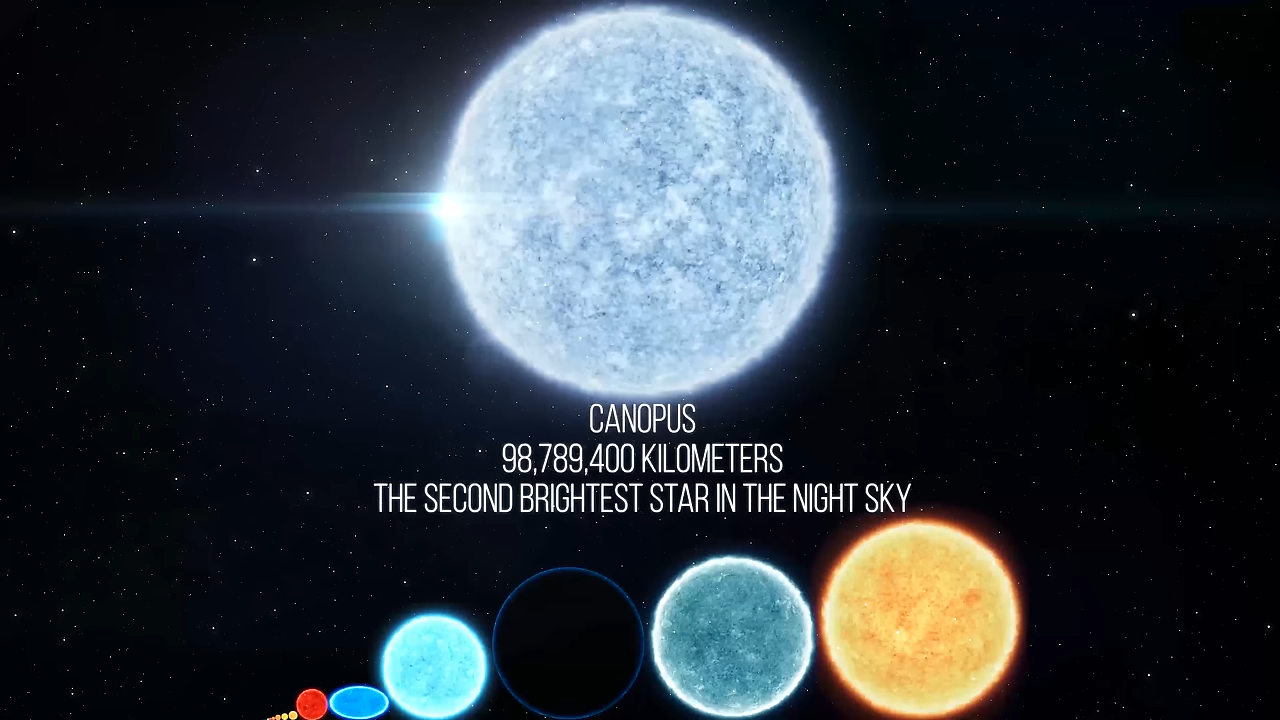 CANOPUS
98,789,400 KILOMETERS
THE SECOND BRIGHTEST STAR IN THE NIGHT SKY